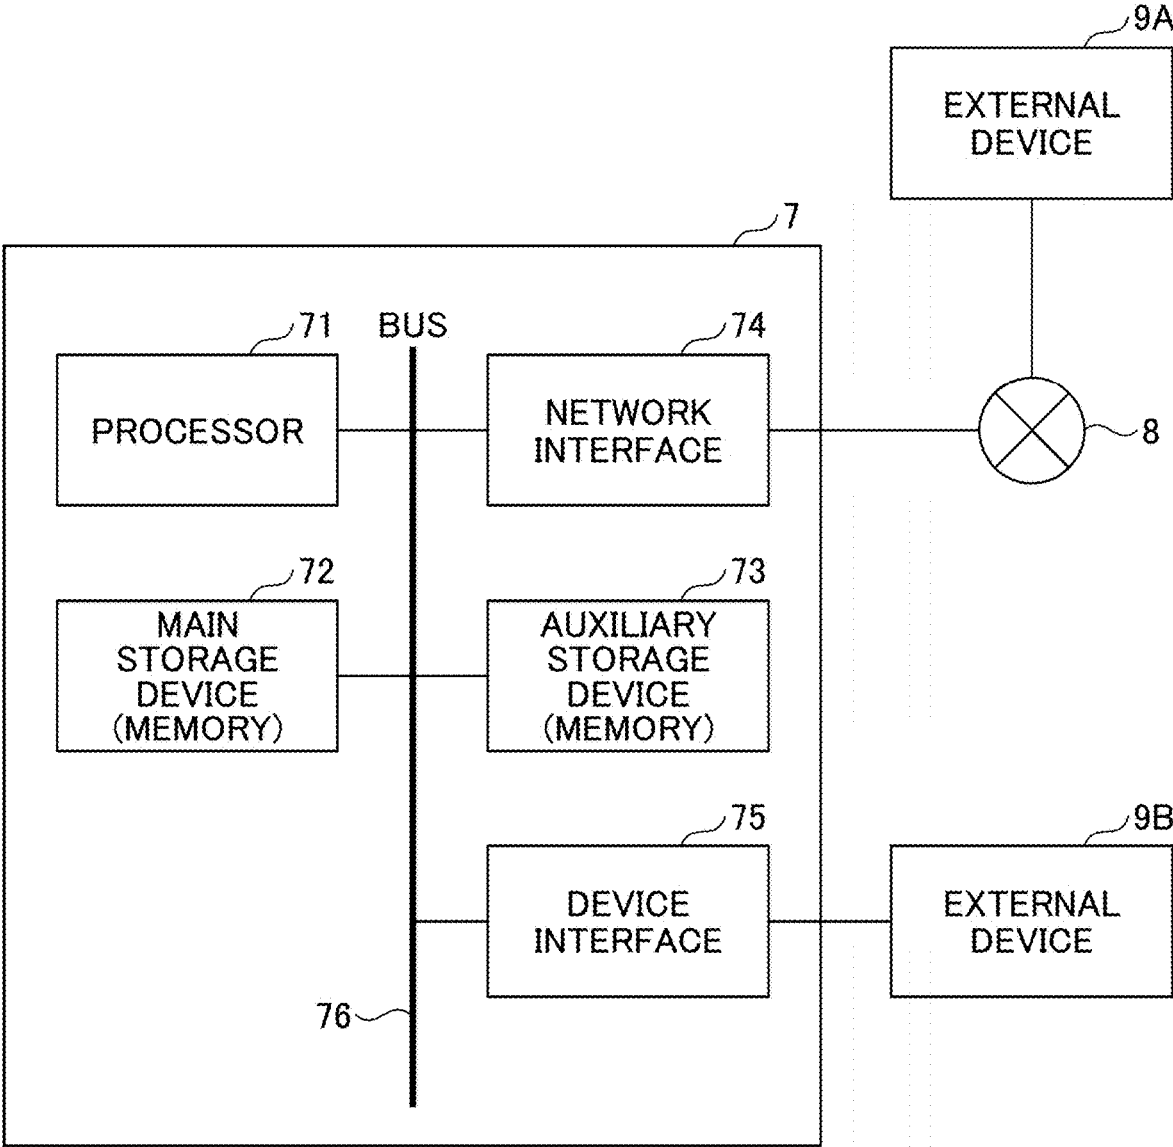 9A
EXTERNAL
DEVICE
7
71
BUS
74
PROCESSOR
NETWORK
INTERFACE
8
72
73
MAIN
STORAGE
DEVICE
(MEMORY)
AUXILIARY
STORAGE
DEVICE
(MEMORY)
75
9B
DEVICE
INTERFACE
EXTERNAL
DEVICE
76